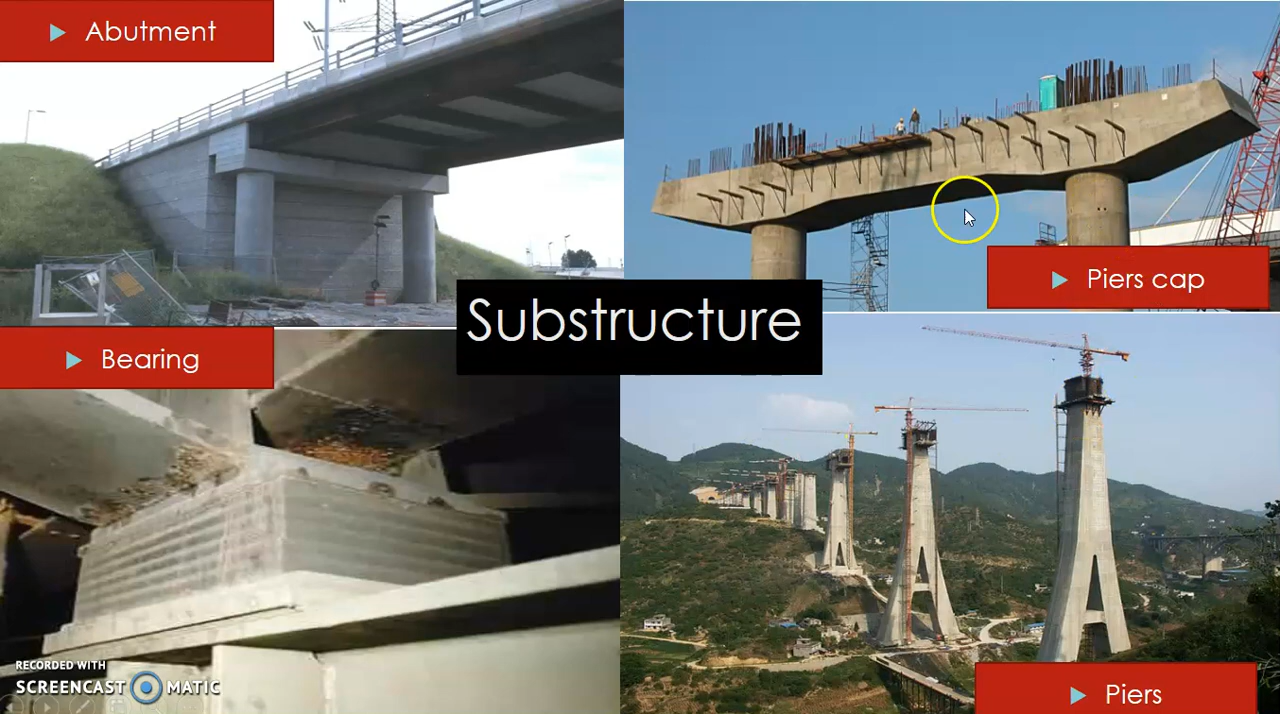 Abutment
Piers cap
Substructure
Bearing
RECORDED WITH
SCREENCAST MATIC
Piers